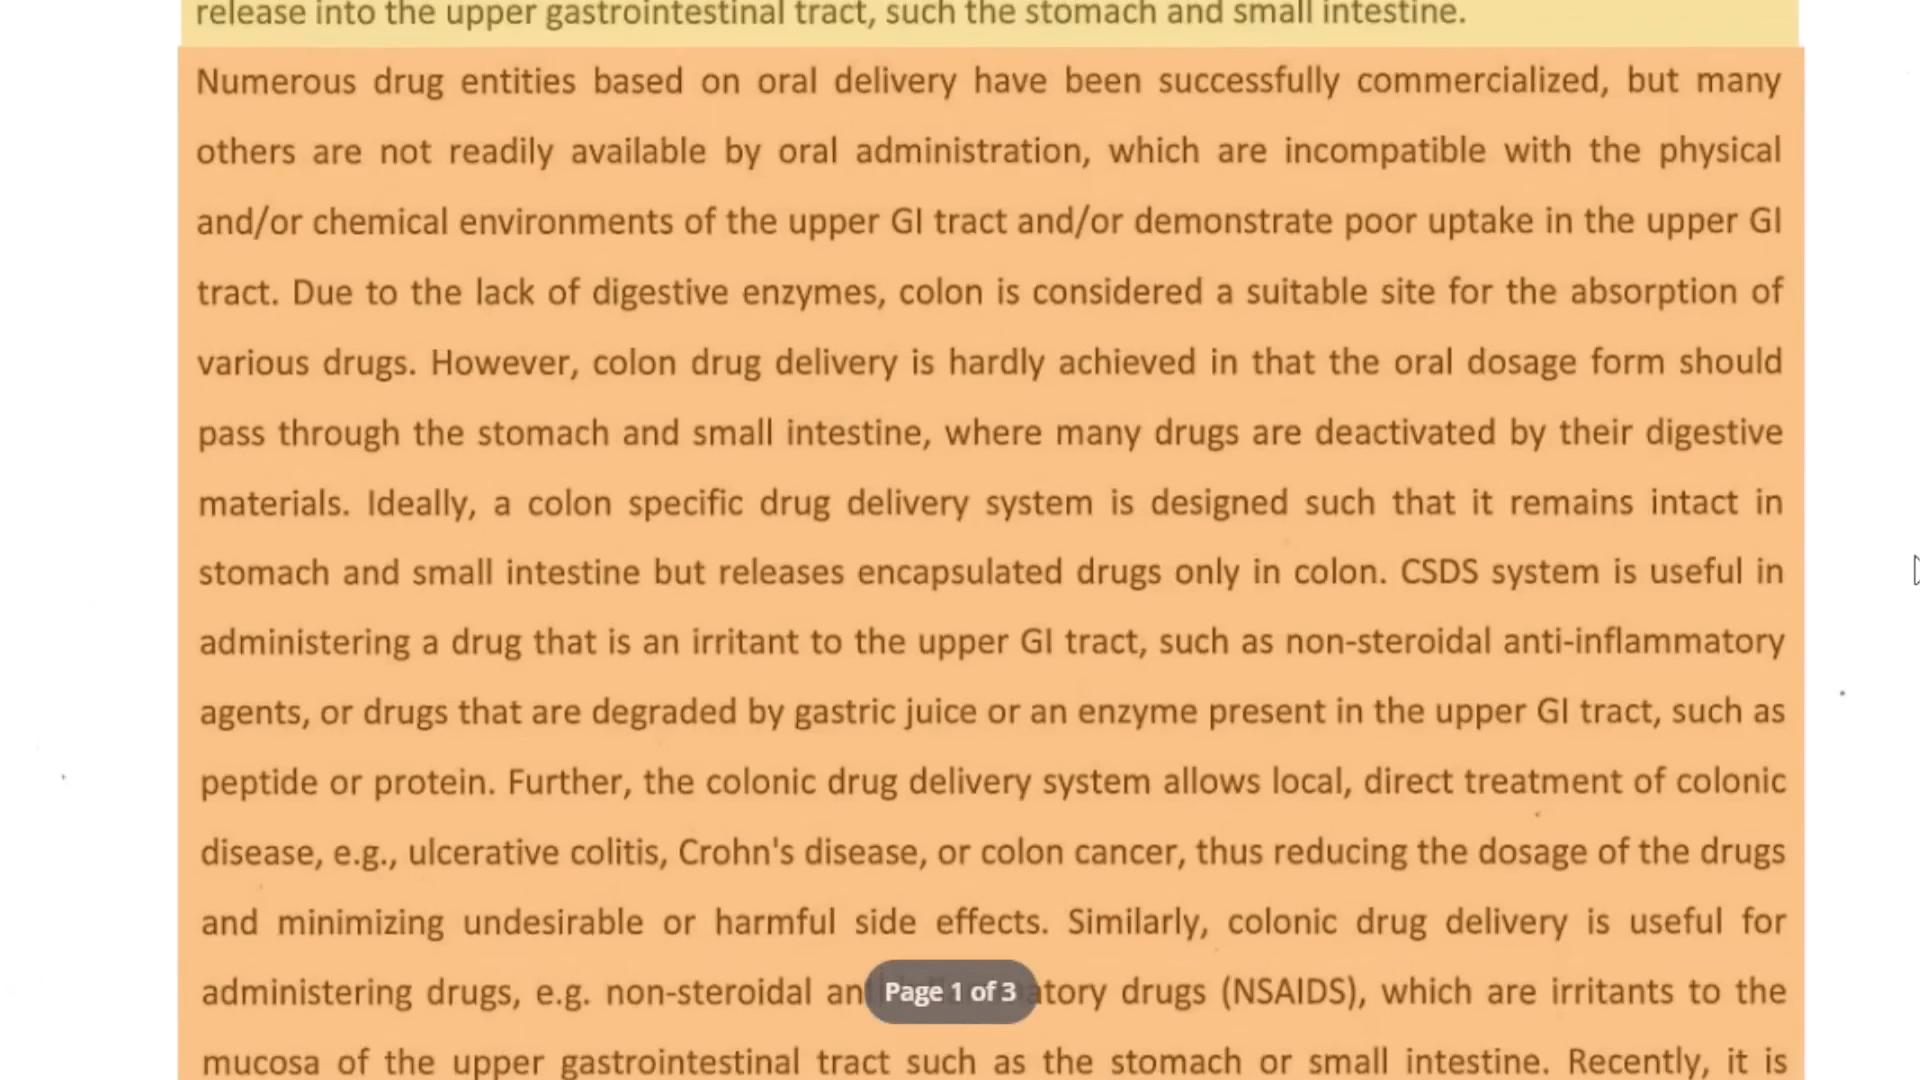 release into the upper gastrointestinal tract, such the stomach and small intestine.
Numerous drug entities based on oral delivery have been successfully commercialized, but many
others are not readily available by oral administration, which are incompatible with the physical
and/or chemical environments of the upper GI tract and/or demonstrate poor uptake in the upper GI
tract. Due to the lack of digestive enzymes, colon is considered a suitable site for the absorption of
various drugs. However, colon drug delivery is hardly achieved in that the oral dosage form should
pass through the stomach and small intestine, where many drugs are deactivated by their digestive
materials. Ideally, a colon specific drug delivery system is designed such that it remains intact in
stomach and small intestine but releases encapsulated drugs only in colon. CSDS system is useful in
administering a drug that is an irritant to the upper GI tract, such as non-steroidal anti-inflammatory
agents, or drugs that are degraded by gastric juice or an enzyme present in the upper GI tract, such as
peptide or protein. Further, the colonic drug delivery system allows local, direct treatment of colonic
disease, e.g., ulcerative colitis, Crohn's disease, or colon cancer, thus reducing the dosage of the drugs
and minimizing undesirable or harmful side effects. Similarly, colonic drug delivery is useful for
administering drugs, e.g. non-steroidal an Page 1 of 3 atory drugs (NSAIDS), which are irritants to the
mucosa of the upper gastrointestinal tract such as the stomach or small intestine. Recently, it is